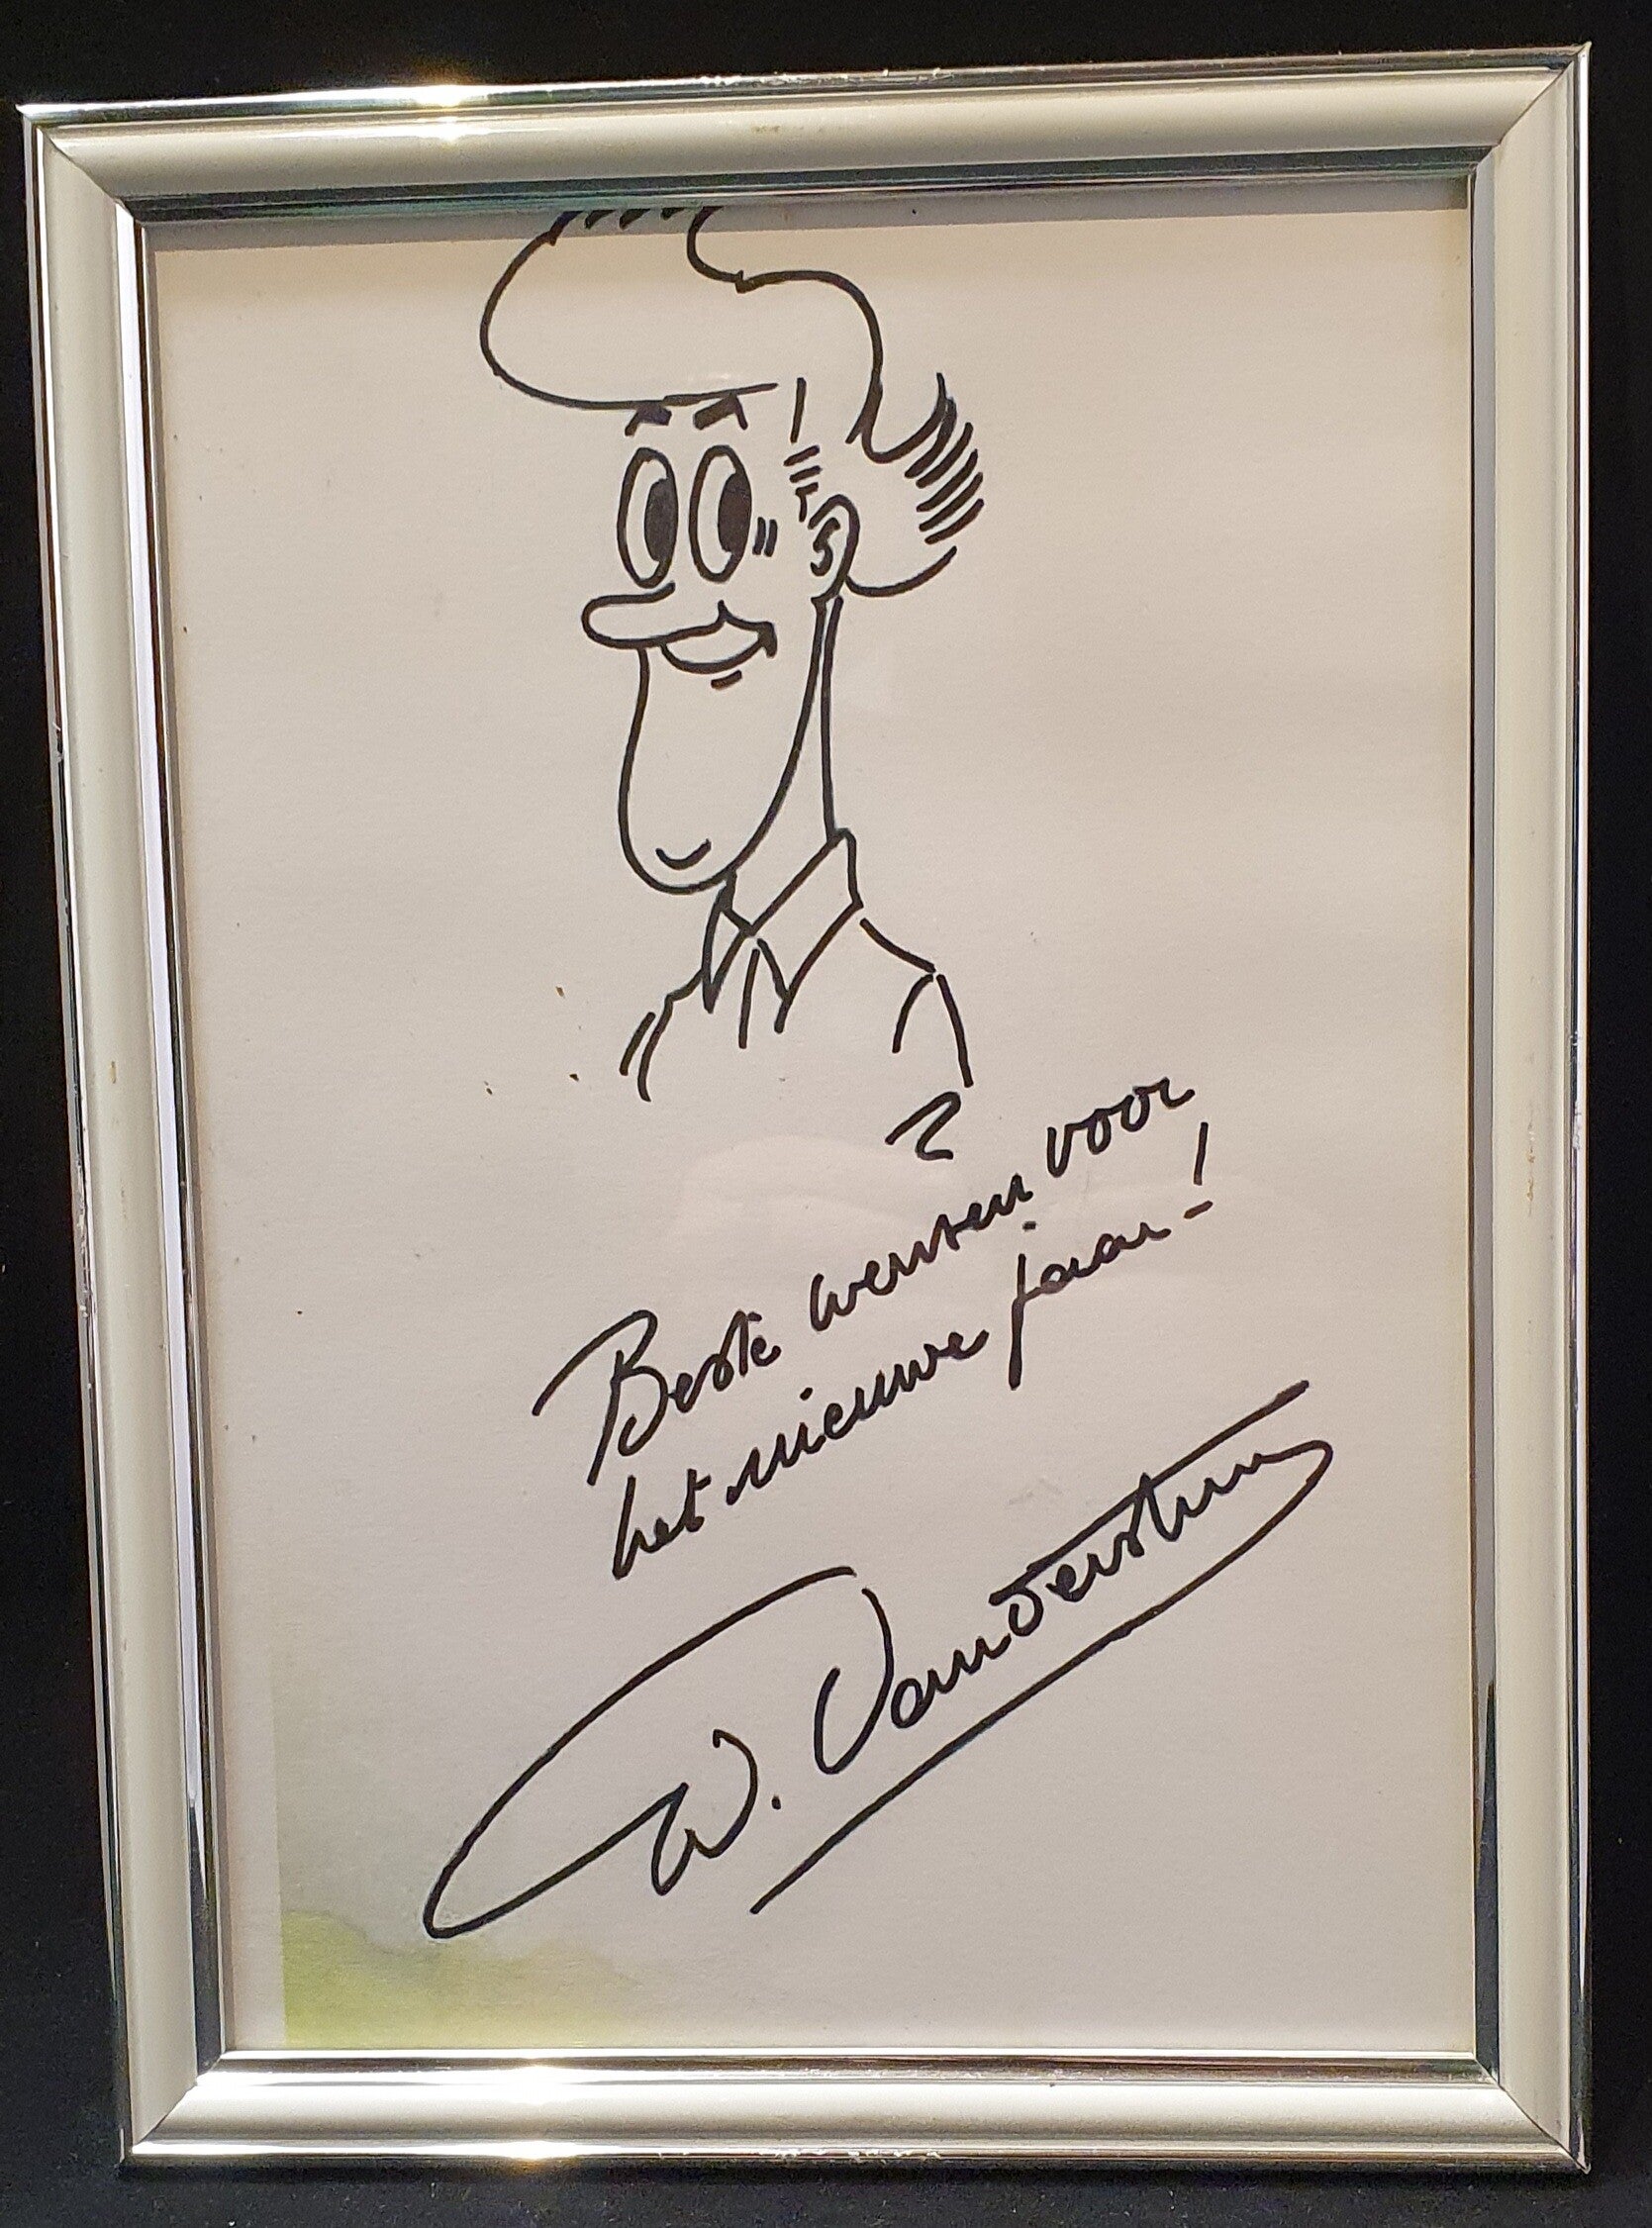 Beste wensen voor
het nieuwe jaar!
W. Vandersteen